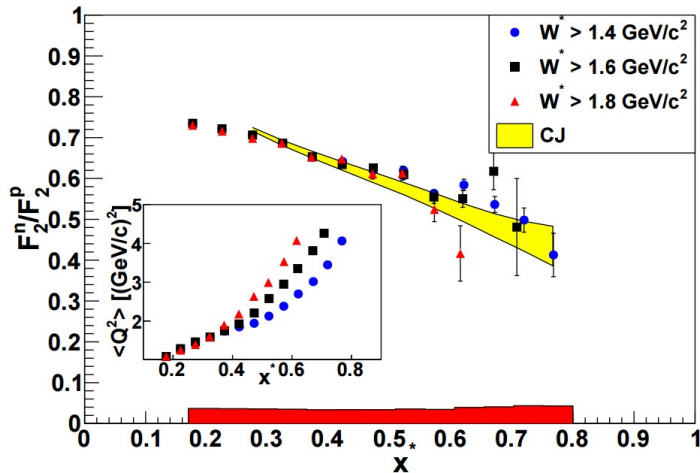 1
0.9
0.8
0.7
0.6
0.5
0.4
0.3
0.2
0.1
0
F₂ⁿ/F₂ᵖ
W* > 1.4 GeV/c²
W* > 1.6 GeV/c²
W* > 1.8 GeV/c²
CJ
5
4
3
2
<Q²> [(GeV/c)²]
0.2 0.4 0.6 0.8
x*
0 0.1 0.2 0.3 0.4 0.5 0.6 0.7 0.8 0.9 1
x*